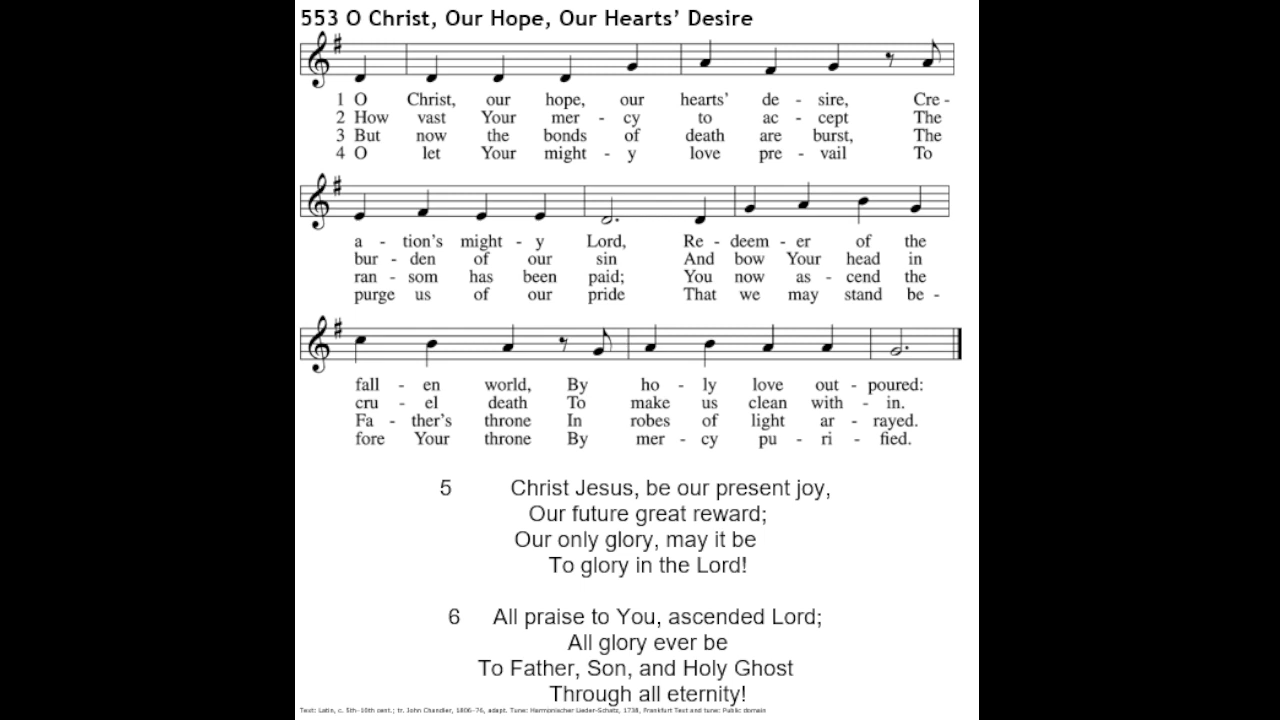 553 O Christ, Our Hope, Our Hearts’ Desire
1 O Christ, our hope, our hearts’ de - sire, Cre -
2 How vast Your mer - cy to ac - cept The
3 But now the bonds of death are burst, The
4 O let Your might - y love pre - vail To
a - tion’s might - y Lord, Re - deem - er of the
bur - den of our sin And bow Your head in
ran - som has been paid; You now as - cend the
purge us of our pride That we may stand be -
fall - en world, By ho - ly love out - poured:
cru - el death To make us clean with - in.
Fa - ther’s throne In robes of light ar - rayed.
fore Your throne By mer - cy pu - ri - fied.
5 Christ Jesus, be our present joy,
Our future great reward;
Our only glory, may it be
To glory in the Lord!
6 All praise to You, ascended Lord;
All glory ever be
To Father, Son, and Holy Ghost
Through all eternity!
Text: Latin, c. 5th-10th cent.; tr. John Chandler, 1806-76, adapt. Tune: Harmonischer Lieder-Schatz, 1738, Frankfurt Text and tune: Public domain